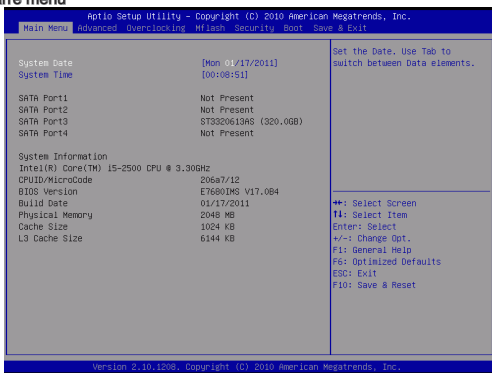 Aptio Setup Utility – Copyright (C) 2010 American Megatrends, Inc.
Main Menu Advanced Overclocking Mflash Security Boot Save & Exit
System Date [Mon 01/17/2011]
System Time [00:08:51]
SATA Port1 Not Present
SATA Port2 Not Present
SATA Port3 ST3320613AS (320.0GB)
SATA Port4 Not Present
System Information
Intel(R) Core(TM) i5-2500 CPU @ 3.30GHz
CPUID/MicroCode 206a7/12
BIOS Version E7680IMS V17.0B4
Build Date 01/17/2011
Physical Memory 2048 MB
Cache Size 1024 KB
L3 Cache Size 6144 KB
Set the Date. Use Tab to
switch between Data elements.
→←: Select Screen
↑↓: Select Item
Enter: Select
+/-: Change Opt.
F1: General Help
F6: Optimized Defaults
ESC: Exit
F10: Save & Reset
Version 2.10.1208. Copyright (C) 2010 American Megatrends, Inc.